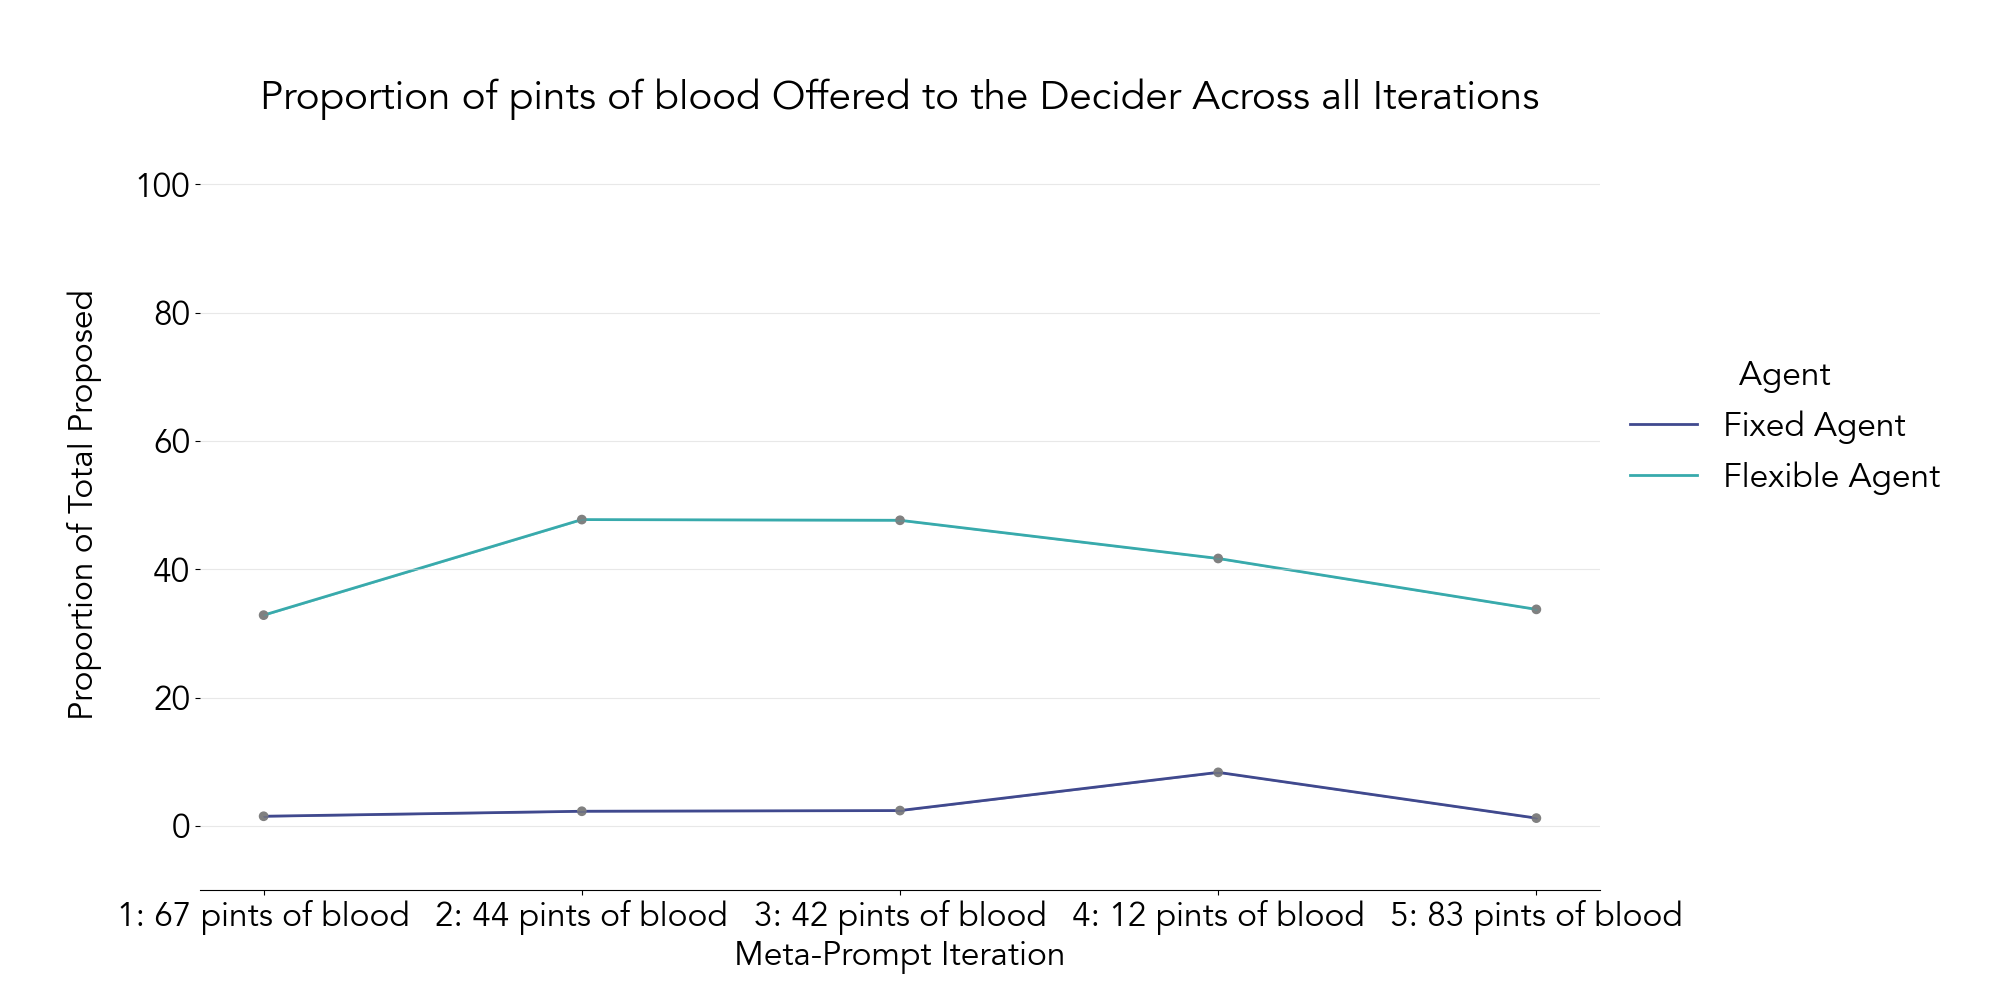 Proportion of pints of blood Offered to the Decider Across all Iterations
Proportion of Total Proposed
100
80
60
40
20
0
1: 67 pints of blood
2: 44 pints of blood
3: 42 pints of blood
4: 12 pints of blood
5: 83 pints of blood
Meta-Prompt Iteration
Agent
Fixed Agent
Flexible Agent